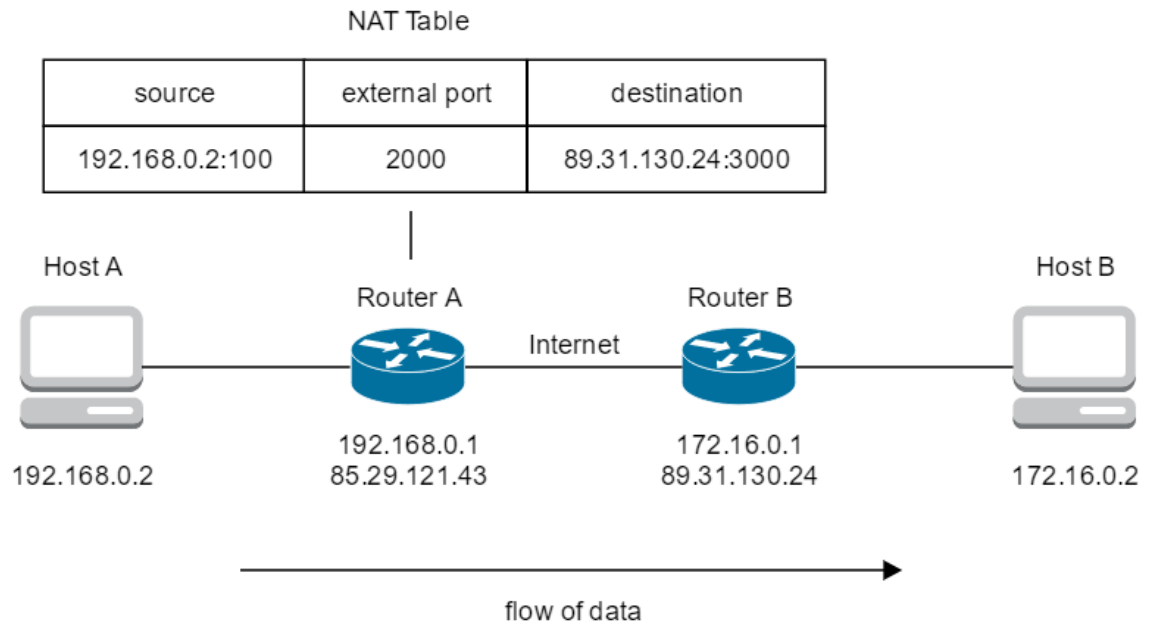 NAT Table
source external port destination
192.168.0.2:100 2000 89.31.130.24:3000
Host A
Host B
Router A
Router B
Internet
192.168.0.2
192.168.0.1
85.29.121.43
172.16.0.1
89.31.130.24
172.16.0.2
flow of data